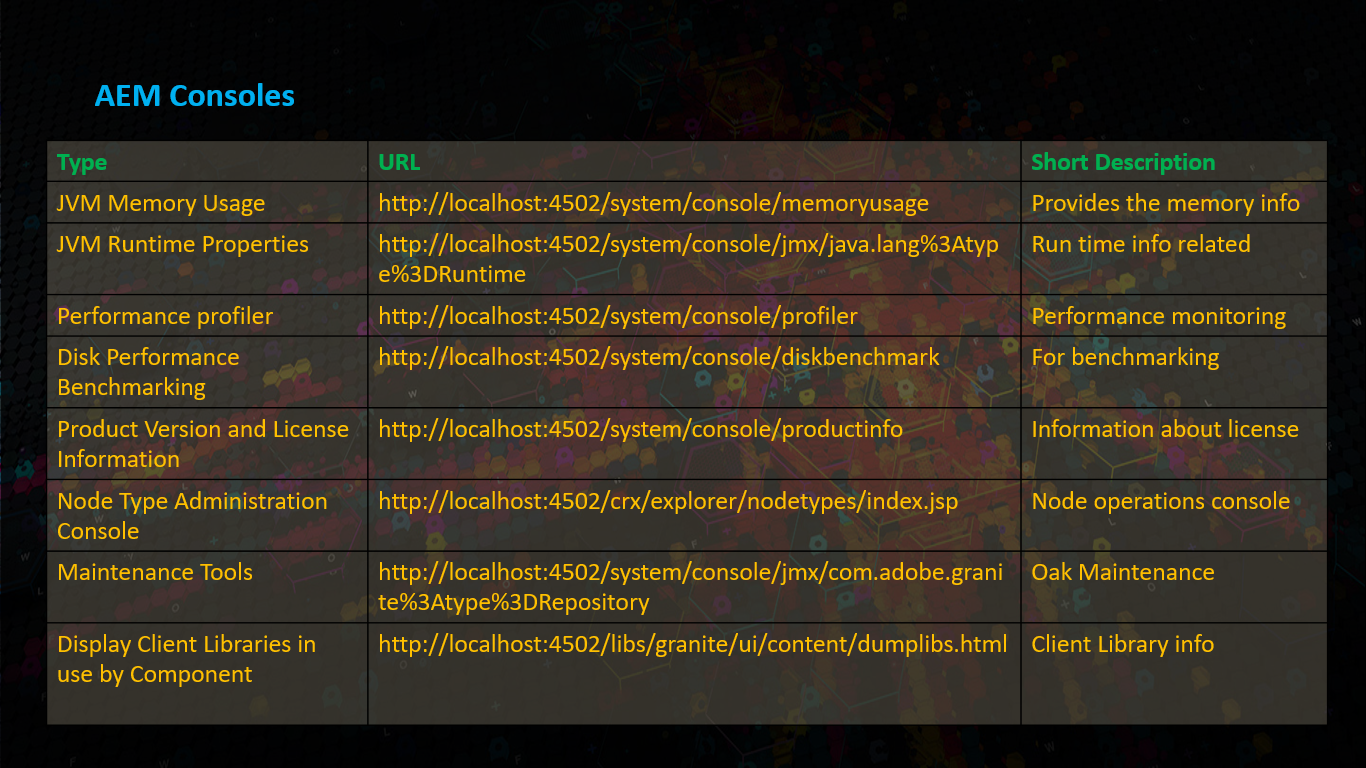 AEM Consoles
Type URL Short Description
JVM Memory Usage http://localhost:4502/system/console/memoryusage Provides the memory info
JVM Runtime Properties http://localhost:4502/system/console/jmx/java.lang%3Atyp Run time info related
e%3DRuntime
Performance profiler http://localhost:4502/system/console/profiler Performance monitoring
Disk Performance http://localhost:4502/system/console/diskbenchmark For benchmarking
Benchmarking
Product Version and License http://localhost:4502/system/console/productinfo Information about license
Information
Node Type Administration http://localhost:4502/crx/explorer/nodetypes/index.jsp Node operations console
Console
Maintenance Tools http://localhost:4502/system/console/jmx/com.adobe.grani Oak Maintenance
te%3Atype%3DRepository
Display Client Libraries in http://localhost:4502/libs/granite/ui/content/dumplibs.html Client Library info
use by Component